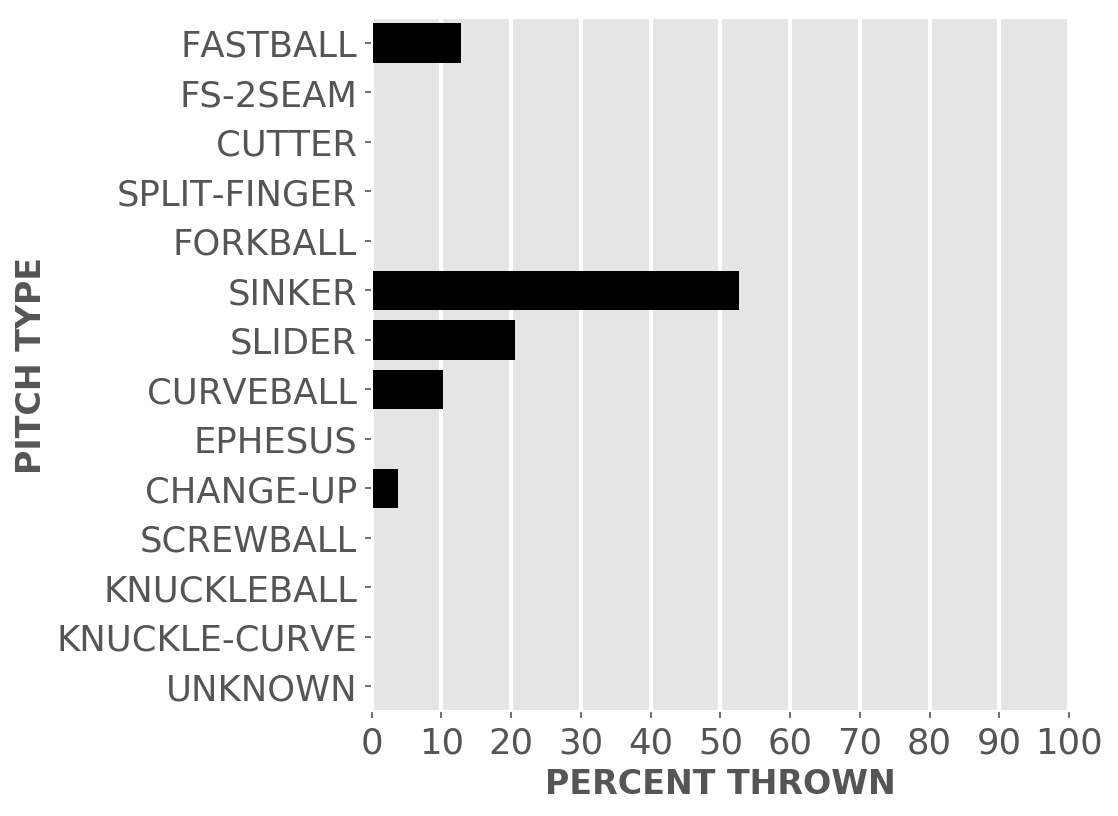 FASTBALL
FS-2SEAM
CUTTER
SPLIT-FINGER
FORKBALL
SINKER
SLIDER
CURVEBALL
EPHESUS
CHANGE-UP
SCREWBALL
KNUCKLEBALL
KNUCKLE-CURVE
UNKNOWN
PITCH TYPE
0 10 20 30 40 50 60 70 80 90 100
PERCENT THROWN